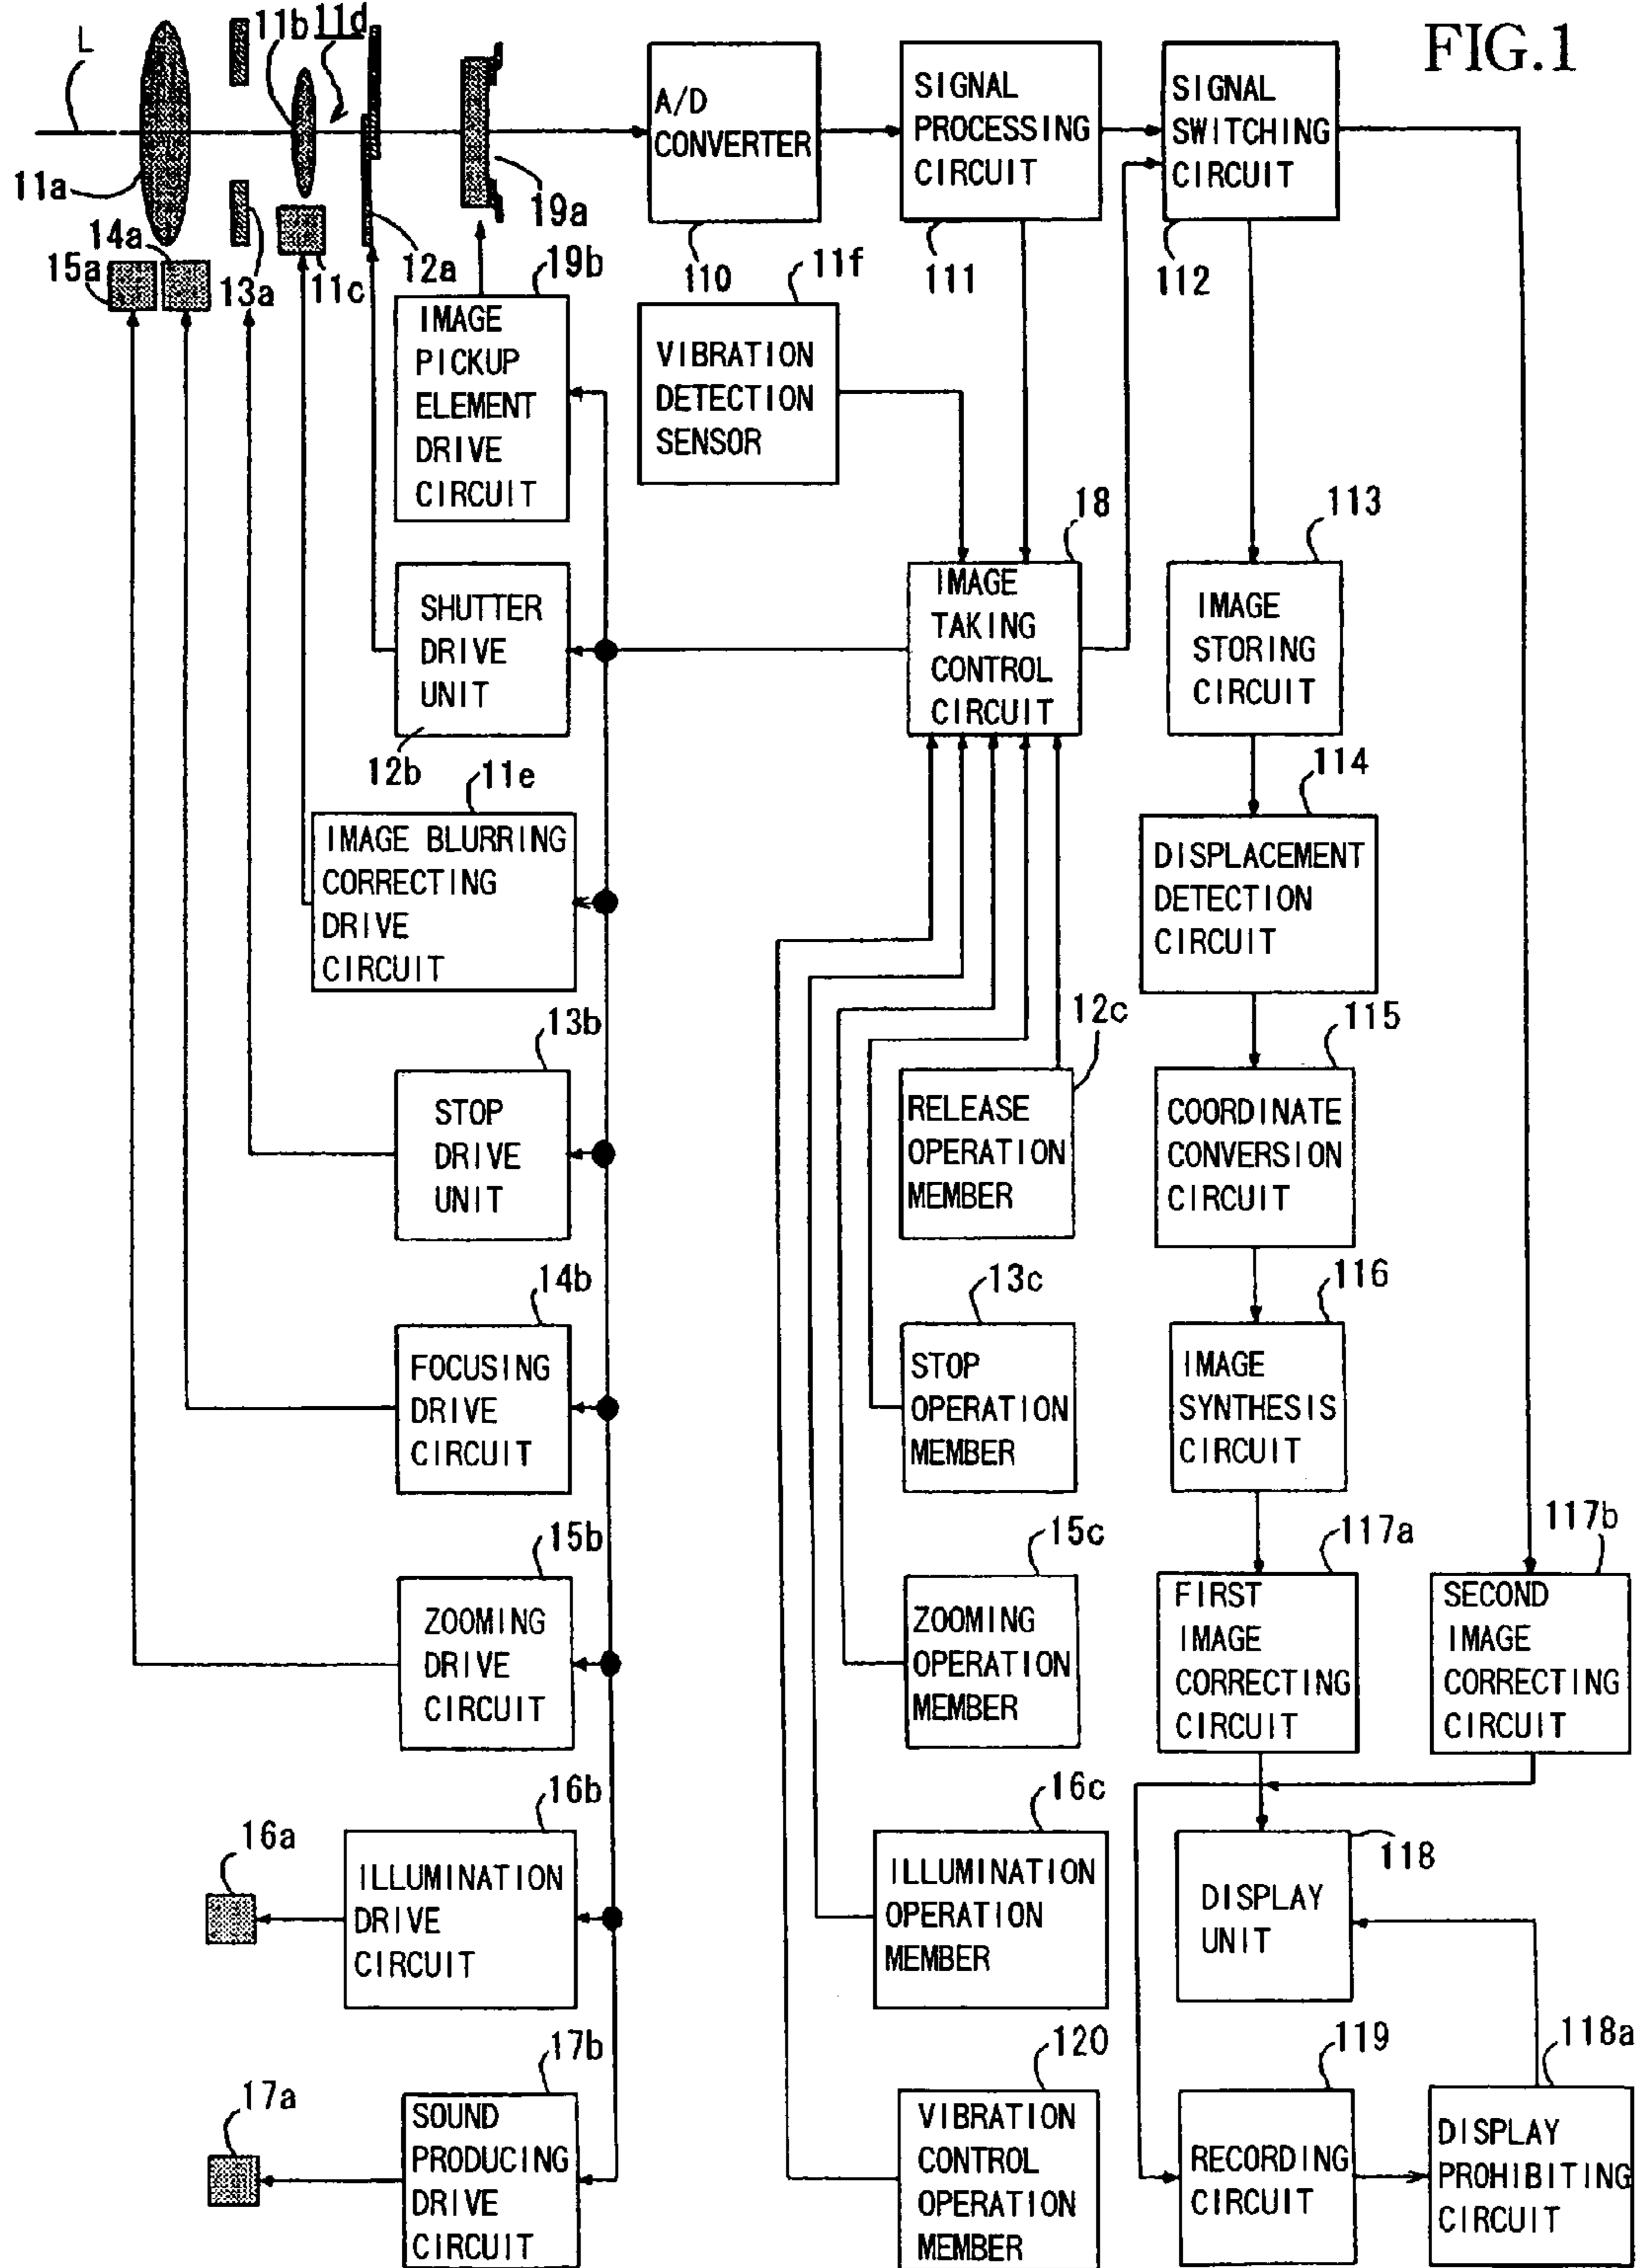 FIG.1
L
11a
11b
11d
11c
13a
14a
15a
12a
19a
19b
A/D
CONVERTER
110
SIGNAL
PROCESSING
CIRCUIT
111
SIGNAL
SWITCHING
CIRCUIT
112
IMAGE
PICKUP
ELEMENT
DRIVE
CIRCUIT
11f
VIBRATION
DETECTION
SENSOR
SHUTTER
DRIVE
UNIT
12b
18
IMAGE
TAKING
CONTROL
CIRCUIT
113
IMAGE
STORING
CIRCUIT
11e
IMAGE BLURRING
CORRECTING
DRIVE
CIRCUIT
114
DISPLACEMENT
DETECTION
CIRCUIT
13b
STOP
DRIVE
UNIT
12c
RELEASE
OPERATION
MEMBER
115
COORDINATE
CONVERSION
CIRCUIT
14b
FOCUSING
DRIVE
CIRCUIT
13c
STOP
OPERATION
MEMBER
116
IMAGE
SYNTHESIS
CIRCUIT
15b
ZOOMING
DRIVE
CIRCUIT
15c
ZOOMING
OPERATION
MEMBER
117a
FIRST
IMAGE
CORRECTING
CIRCUIT
117b
SECOND
IMAGE
CORRECTING
CIRCUIT
16a
16b
ILLUMINATION
DRIVE
CIRCUIT
16c
ILLUMINATION
OPERATION
MEMBER
118
DISPLAY
UNIT
17a
17b
SOUND
PRODUCING
DRIVE
CIRCUIT
120
VIBRATION
CONTROL
OPERATION
MEMBER
119
RECORDING
CIRCUIT
118a
DISPLAY
PROHIBITING
CIRCUIT